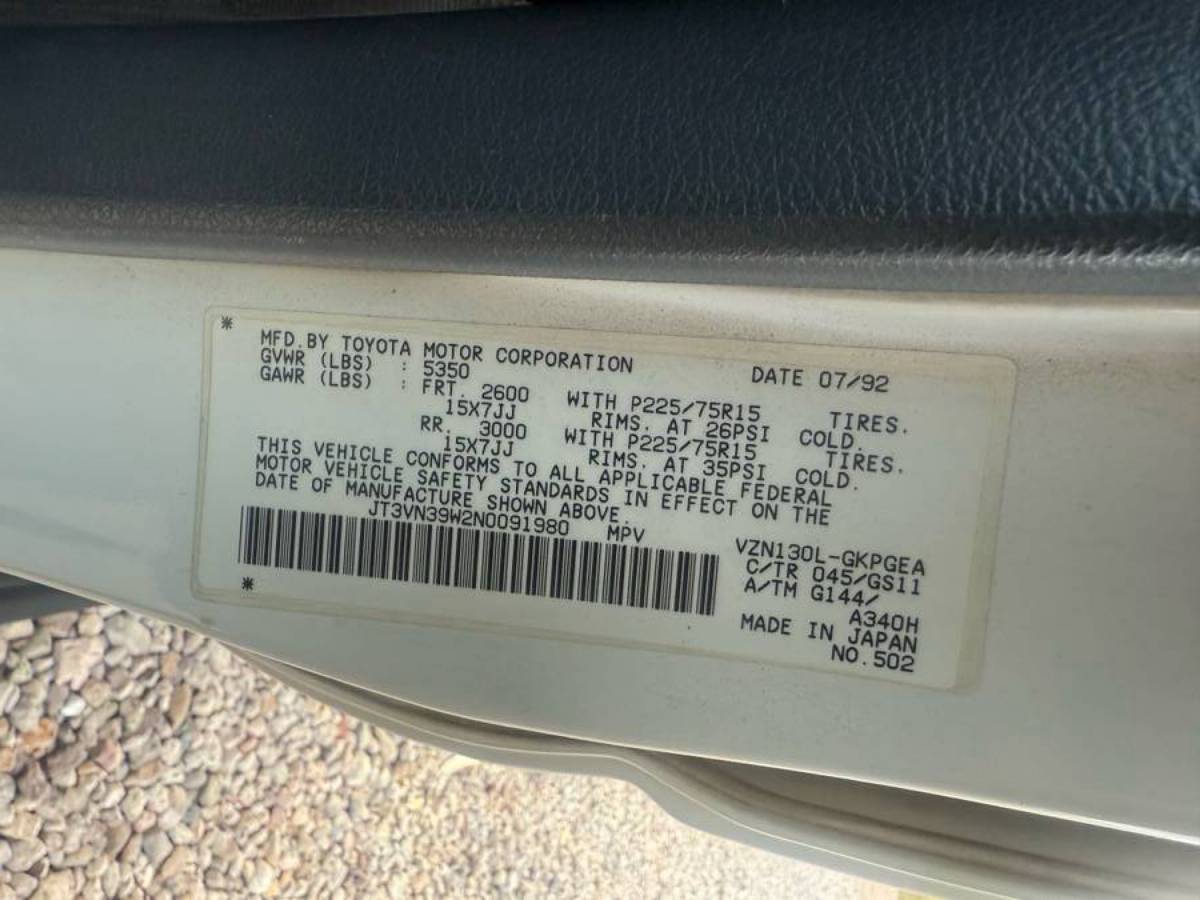 *
MFD.BY TOYOTA MOTOR CORPORATION DATE 07/92
GVWR (LBS) : 5350
GAWR (LBS) : FRT. 2600 WITH P225/75R15 TIRES.
15X7JJ RIMS. AT 26PSI COLD.
RR. 3000 WITH P225/75R15 TIRES.
15X7JJ RIMS. AT 35PSI COLD.
THIS VEHICLE CONFORMS TO ALL APPLICABLE FEDERAL
MOTOR VEHICLE SAFETY STANDARDS IN EFFECT ON THE
DATE OF MANUFACTURE SHOWN ABOVE.
JT3VN39W2N0091980 MPV
VZN130L-GKPGEA
C/TR 045/GS11
A/TM G144/
A340H
MADE IN JAPAN
NO.502
*